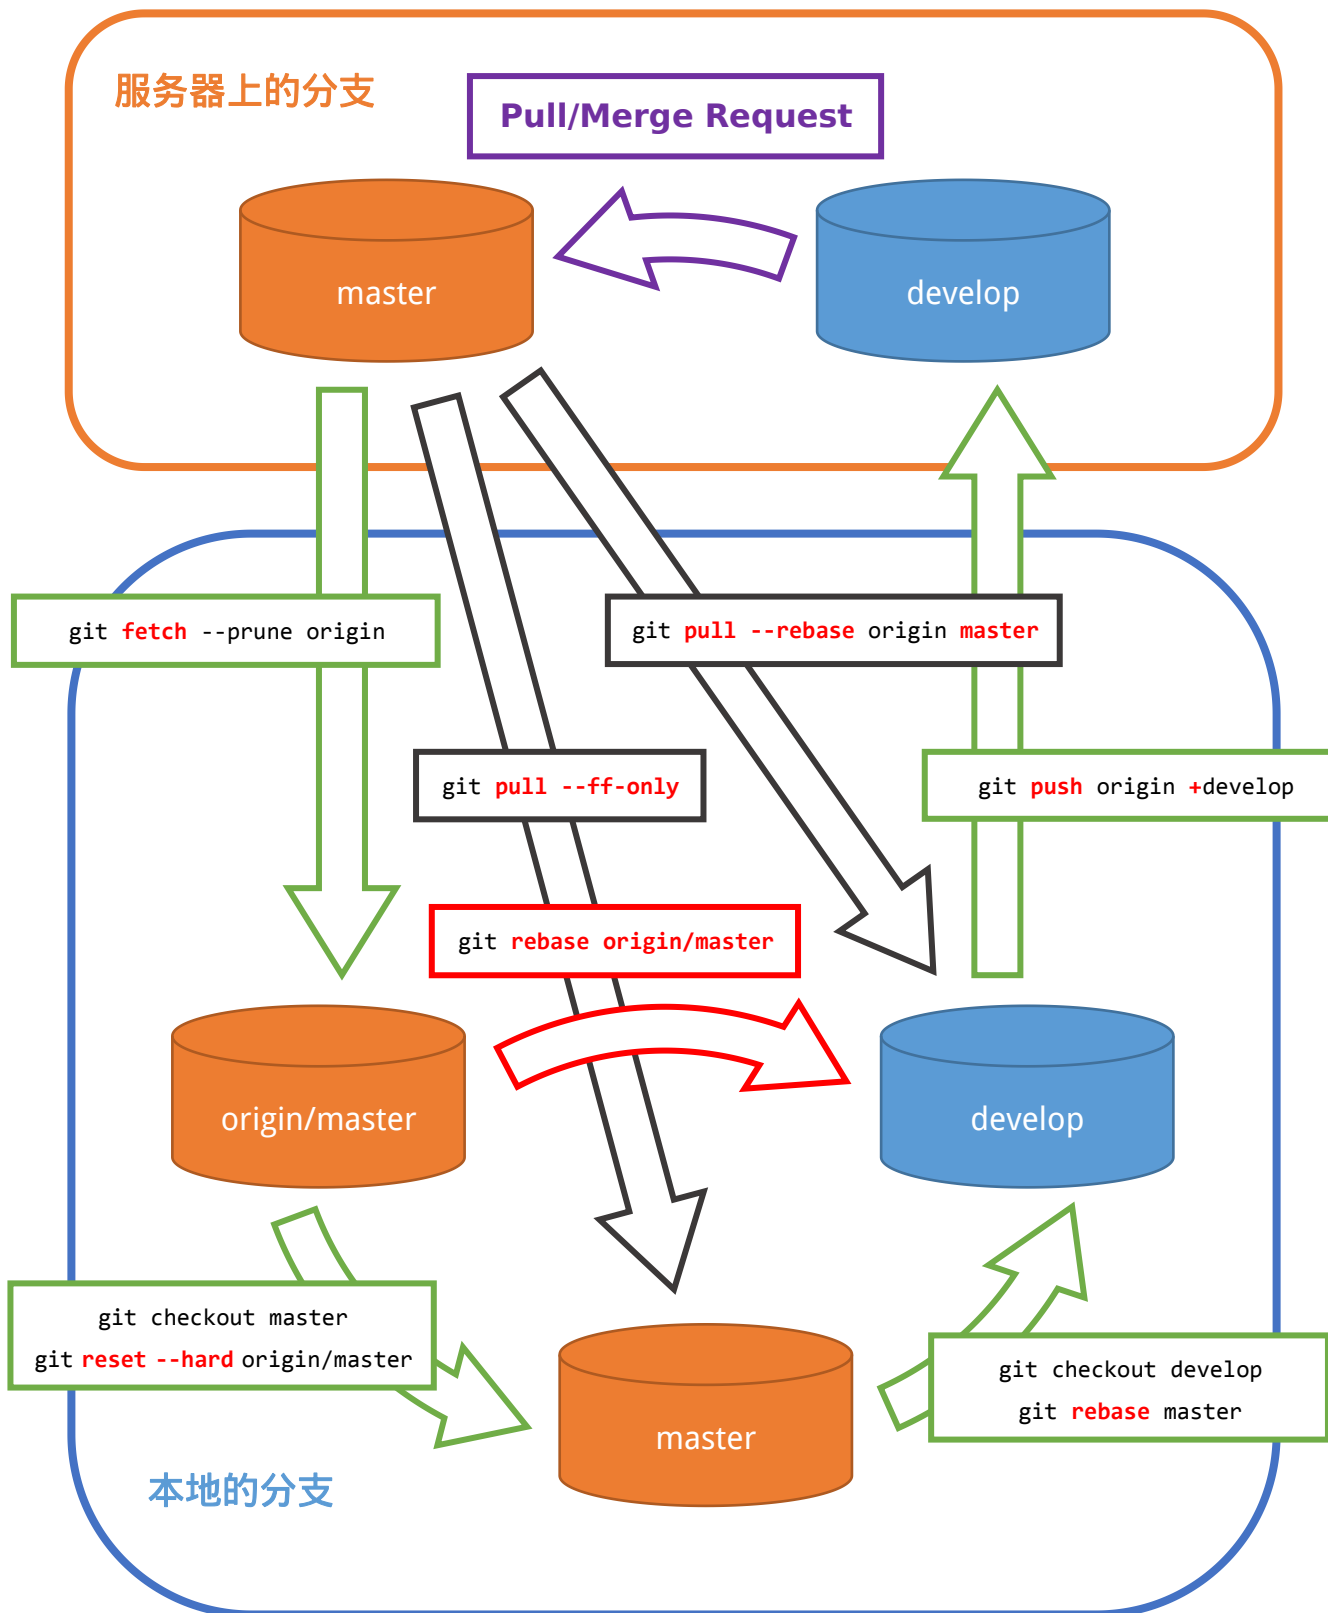 服务器上的分支
Pull/Merge Request
master
develop
git fetch --prune origin
git pull --rebase origin master
git pull --ff-only
git push origin +develop
git rebase origin/master
origin/master
develop
git checkout master
git reset --hard origin/master
git checkout develop
git rebase master
master
本地的分支